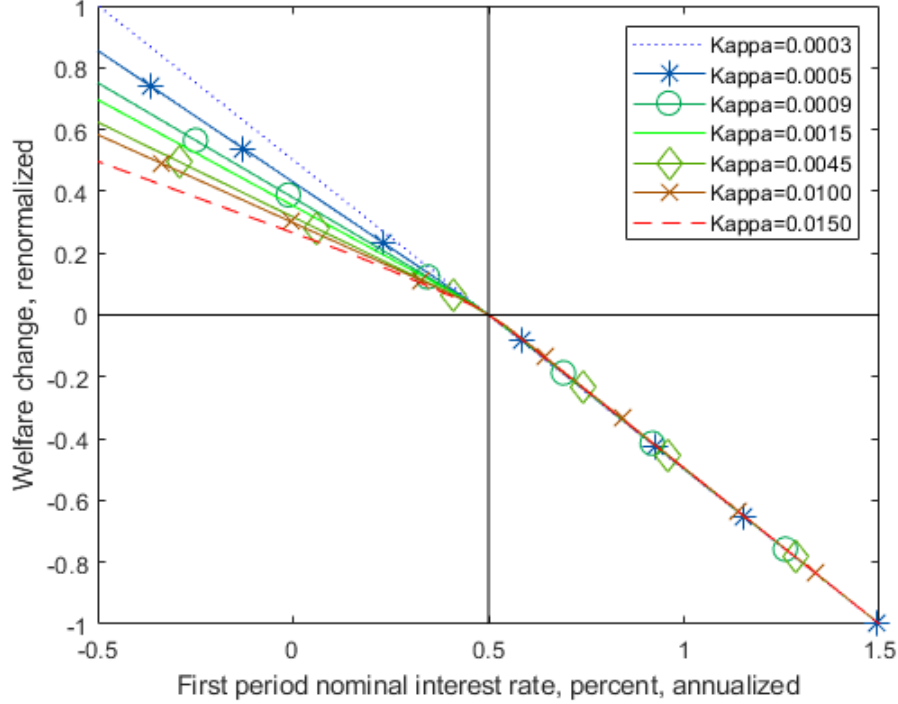 1
0.8
0.6
0.4
0.2
0
-0.2
-0.4
-0.6
-0.8
-1
Welfare change, renormalized
Kappa=0.0003
Kappa=0.0005
Kappa=0.0009
Kappa=0.0015
Kappa=0.0045
Kappa=0.0100
Kappa=0.0150
-0.5 0 0.5 1 1.5
First period nominal interest rate, percent, annualized